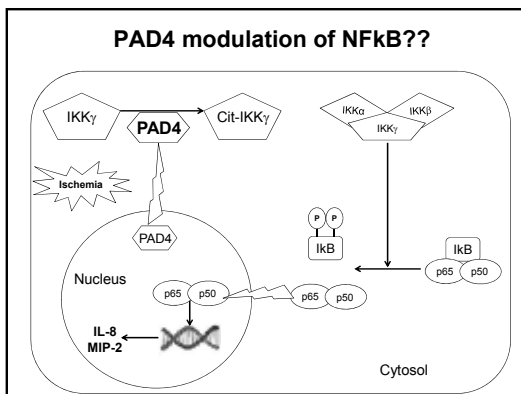 PAD4 modulation of NFkB??
IKKγ
PAD4
Cit-IKKγ
IKKα
IKKβ
IKKγ
Ischemia
PAD4
P
P
IkB
IkB
p65
p50
Nucleus
p65
p50
p65
p50
IL-8
MIP-2
Cytosol